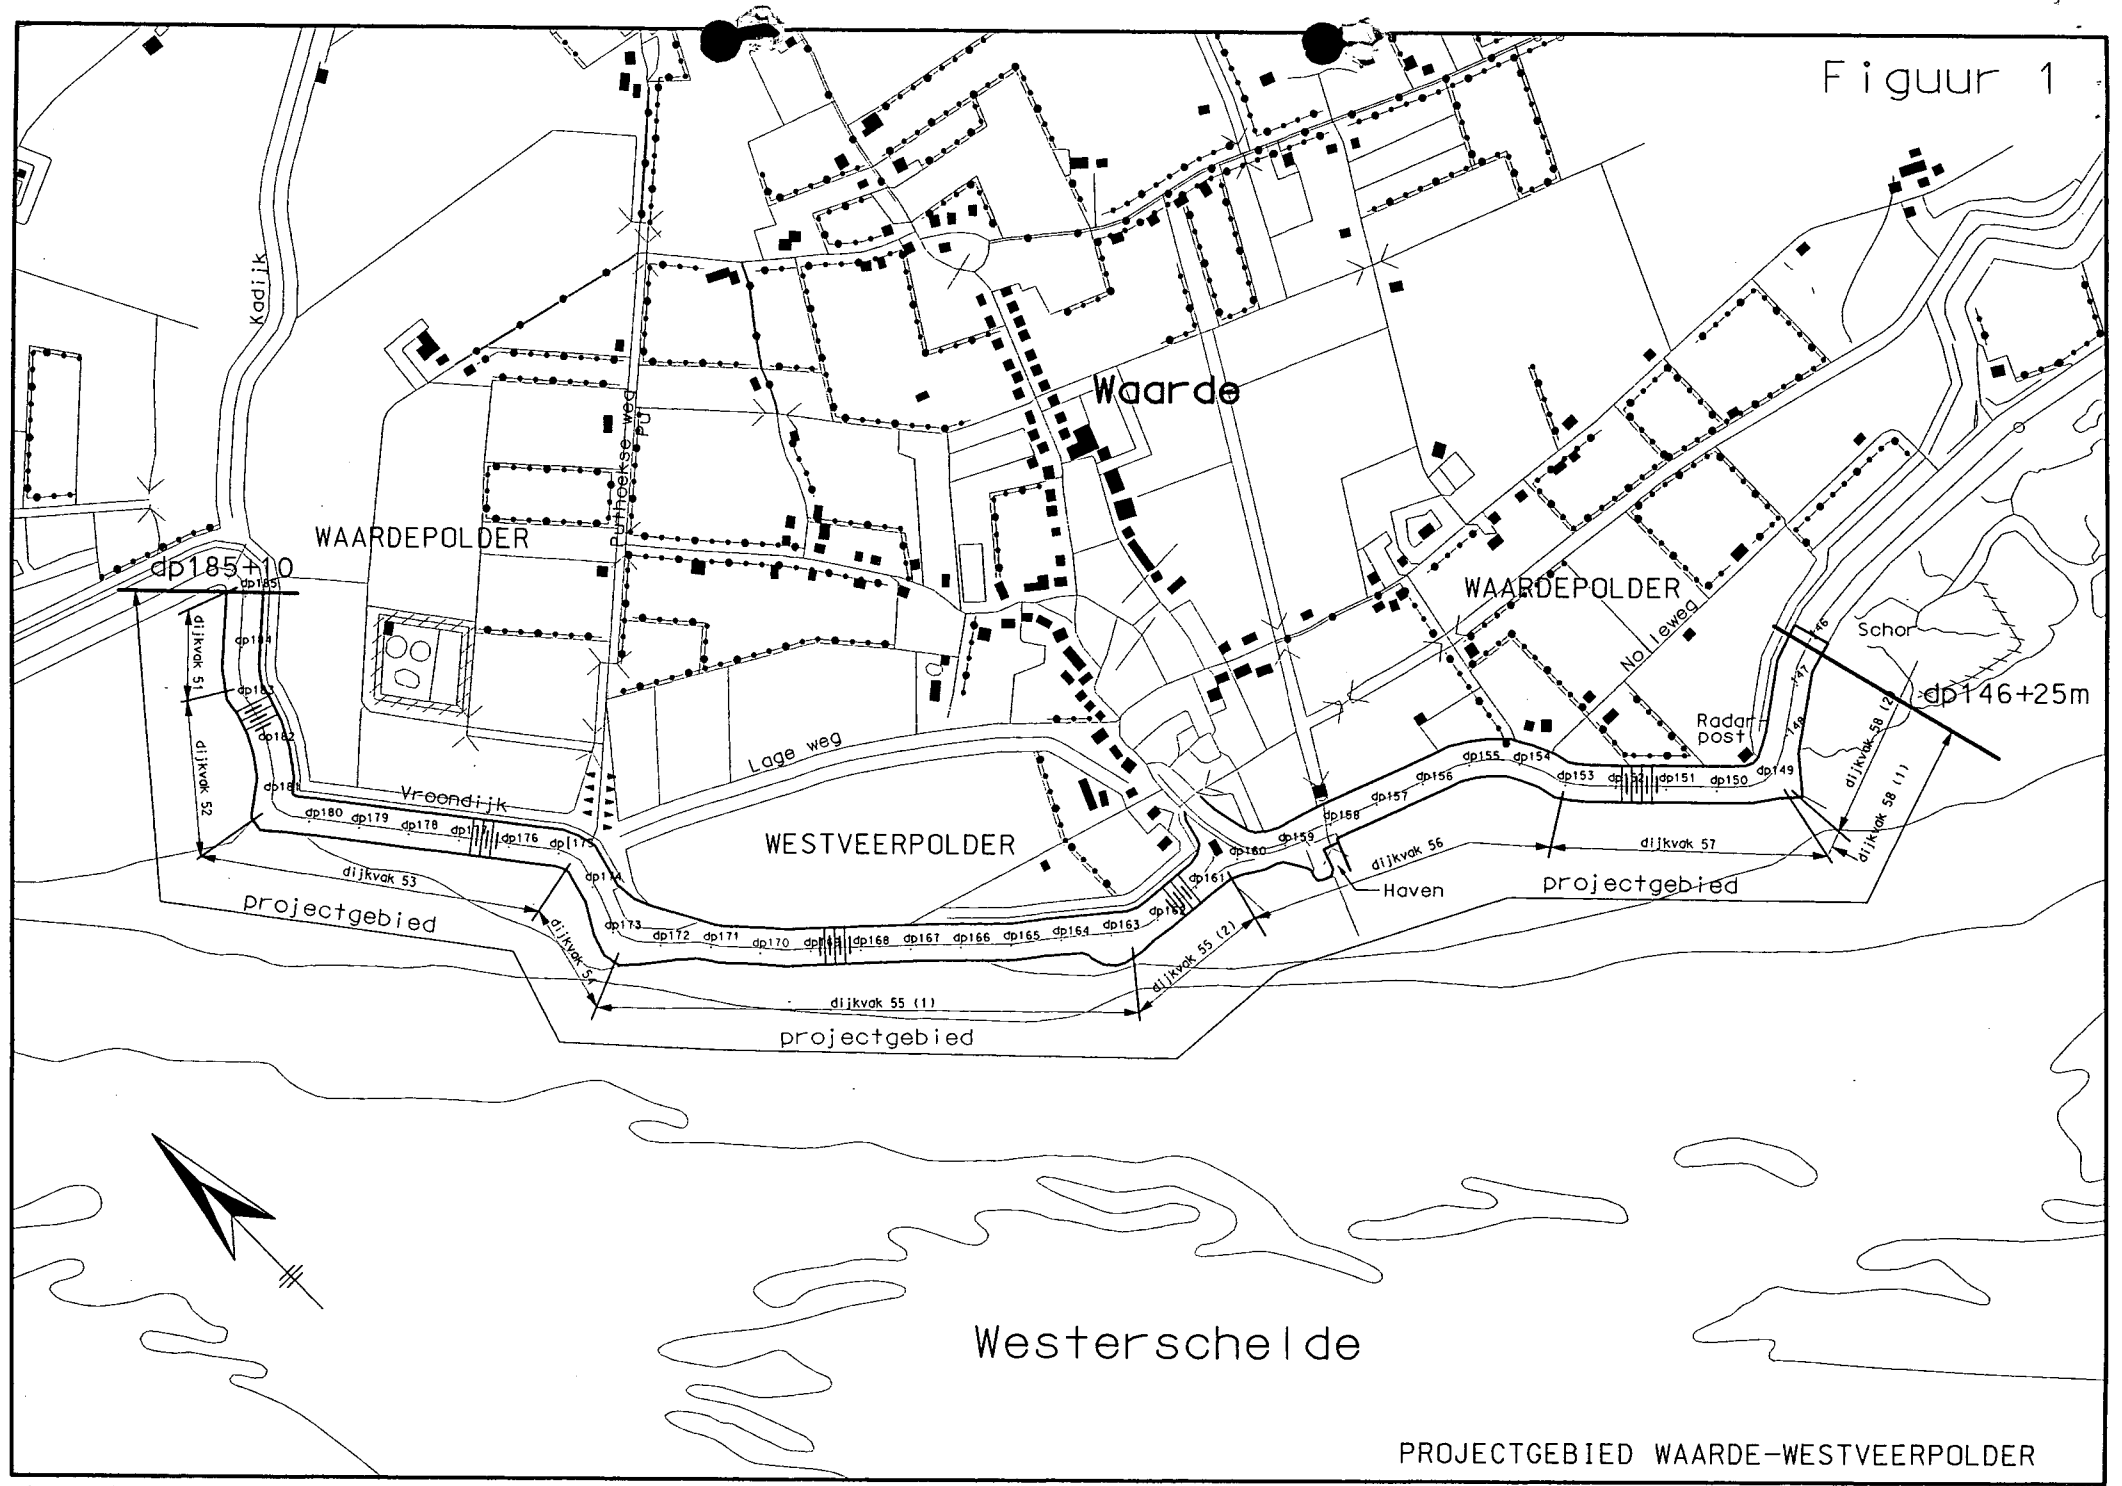 Figuur 1
Kadijk
Waarde
WAARDEPOLDER
dp185+10
dp185
dp184
dp183
dp182
dp181
dijkvak 51
dijkvak 52
WAARDEPOLDER
Nolleweg
Schor
dp146+25m
146
147
148
Radar-
post
Lage weg
Vroondijk
WESTVEERPOLDER
dp180
dp179
dp178
dp176
dp175
dp174
dp173
dp172
dp171
dp170
dp168
dp167
dp166
dp165
dp164
dp163
dp162
dp161
dp160
dp159
dp158
dp157
dp156
dp155
dp154
dp153
dp152
dp151
dp150
dp149
dijkvak 53
dijkvak 54
dijkvak 55 (1)
dijkvak 55 (2)
dijkvak 56
dijkvak 57
dijkvak 58 (2)
dijkvak 58 (1)
Haven
projectgebied
projectgebied
projectgebied
Westerschelde
PROJECTGEBIED WAARDE-WESTVEERPOLDER